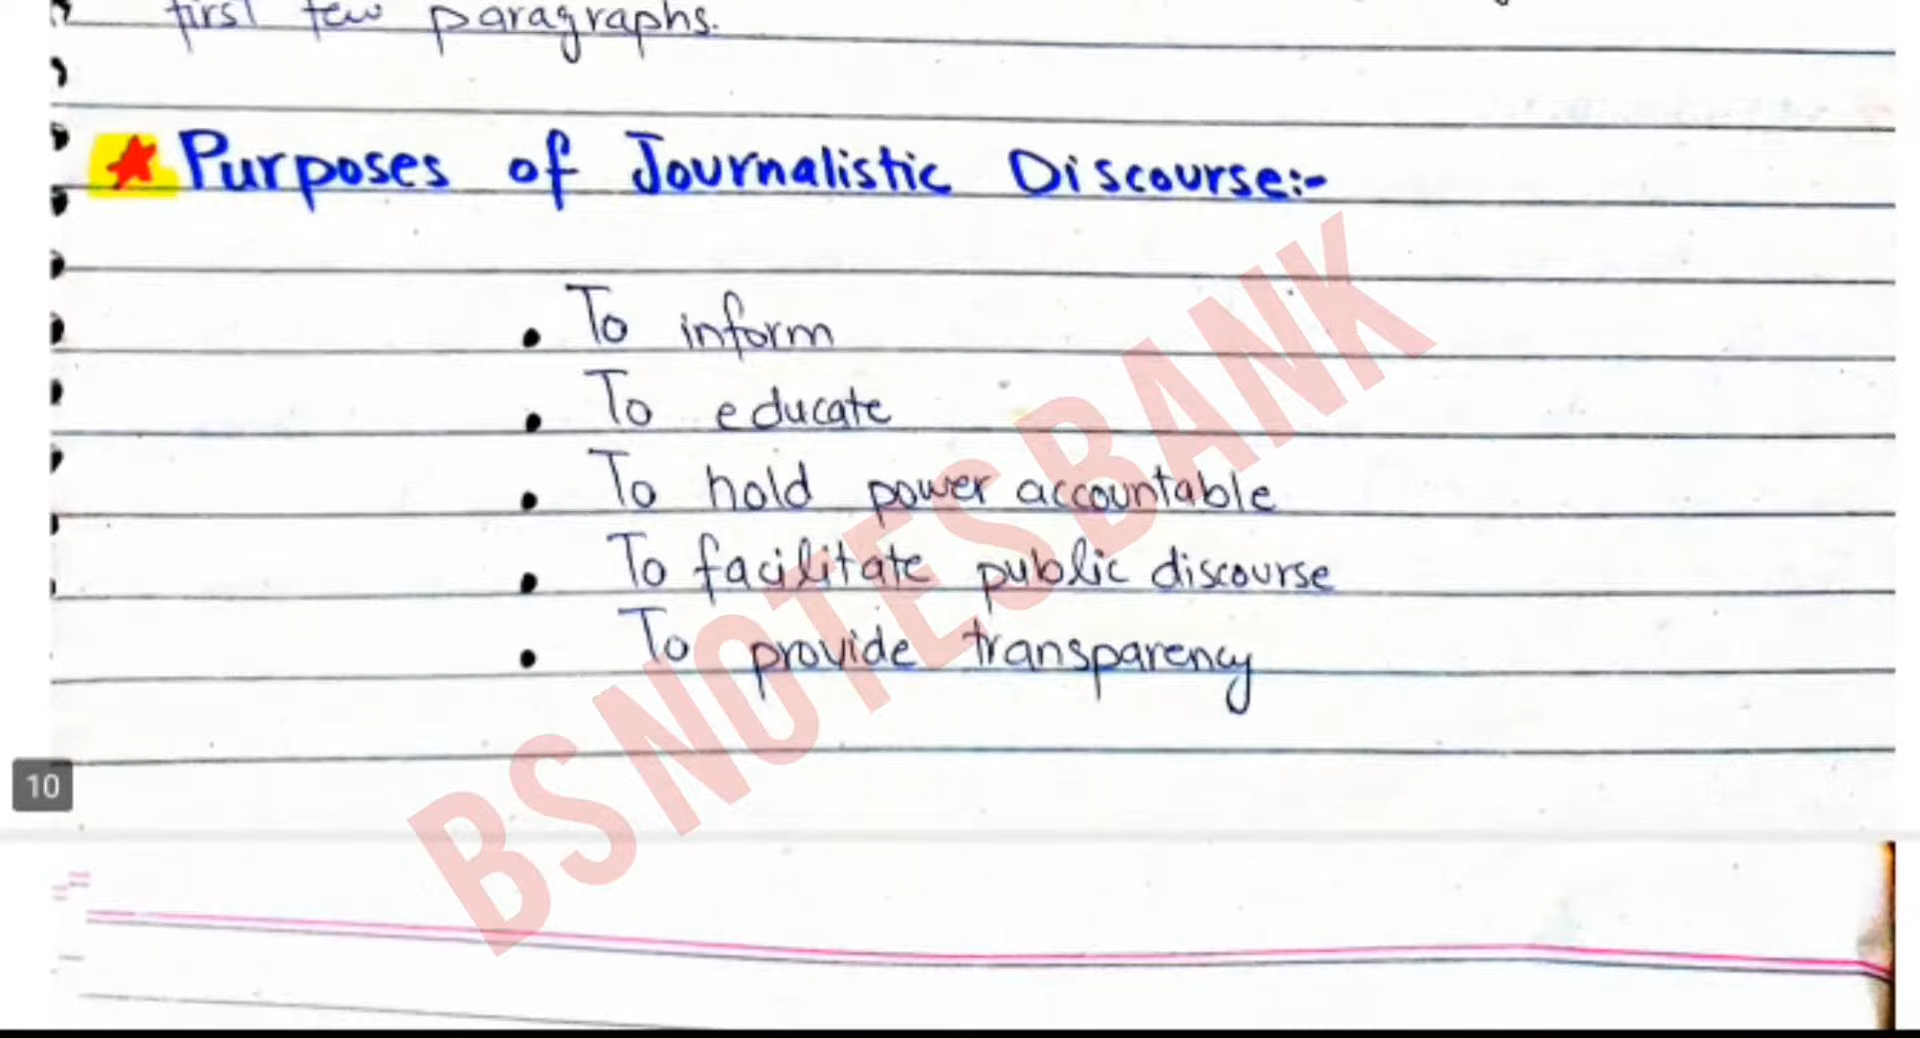 first few paragraphs.
Purposes of Journalistic Discourse:-
• To inform
• To educate
• To hold power accountable
• To facilitate public discourse
• To provide transparency
BSNOTESBANK
10